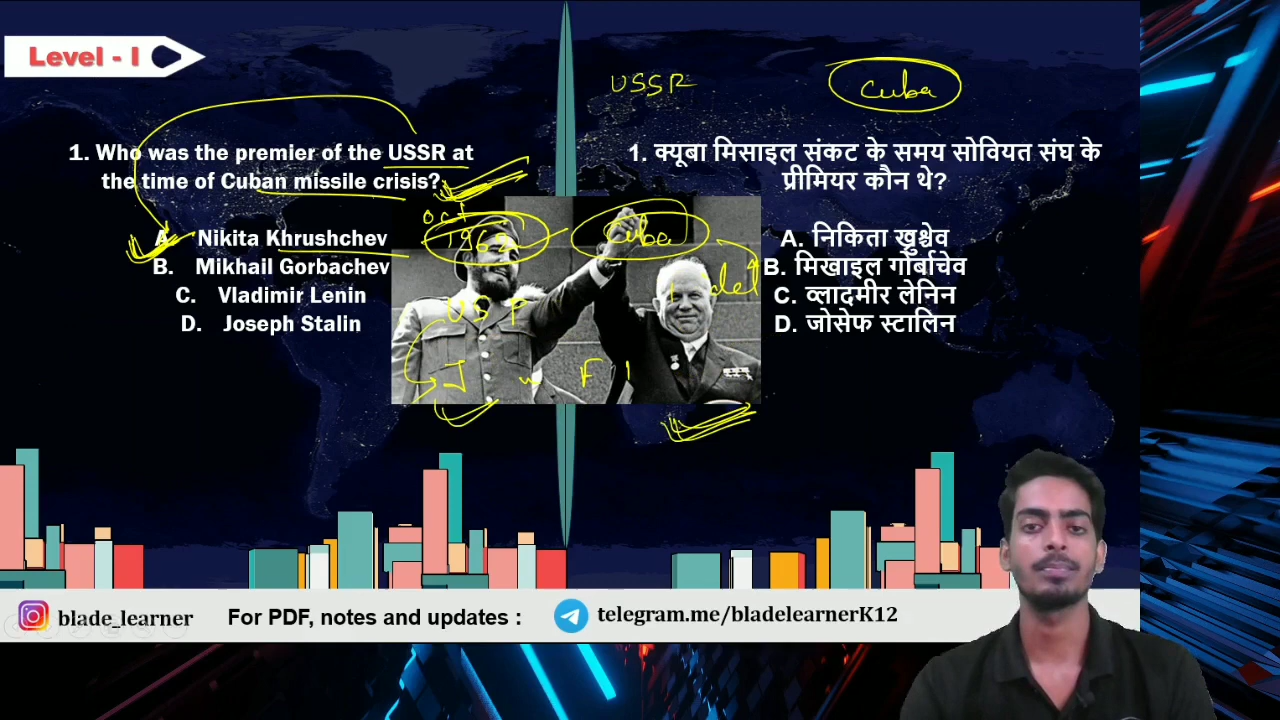 Level - I
USSR
Cuba
1. Who was the premier of the USSR at
the time of Cuban missile crisis?
A. Nikita Khrushchev
B. Mikhail Gorbachev
C. Vladimir Lenin
D. Joseph Stalin
oct
1962
Cuba
1. क्यूबा मिसाइल संकट के समय सोवियत संघ के
प्रीमियर कौन थे?
A. निकिता ख्रुश्चेव
B. मिखाइल गोर्बाचेव
C. व्लादमीर लेनिन
D. जोसेफ स्टालिन
blade_learner
For PDF, notes and updates :
telegram.me/bladelearnerK12